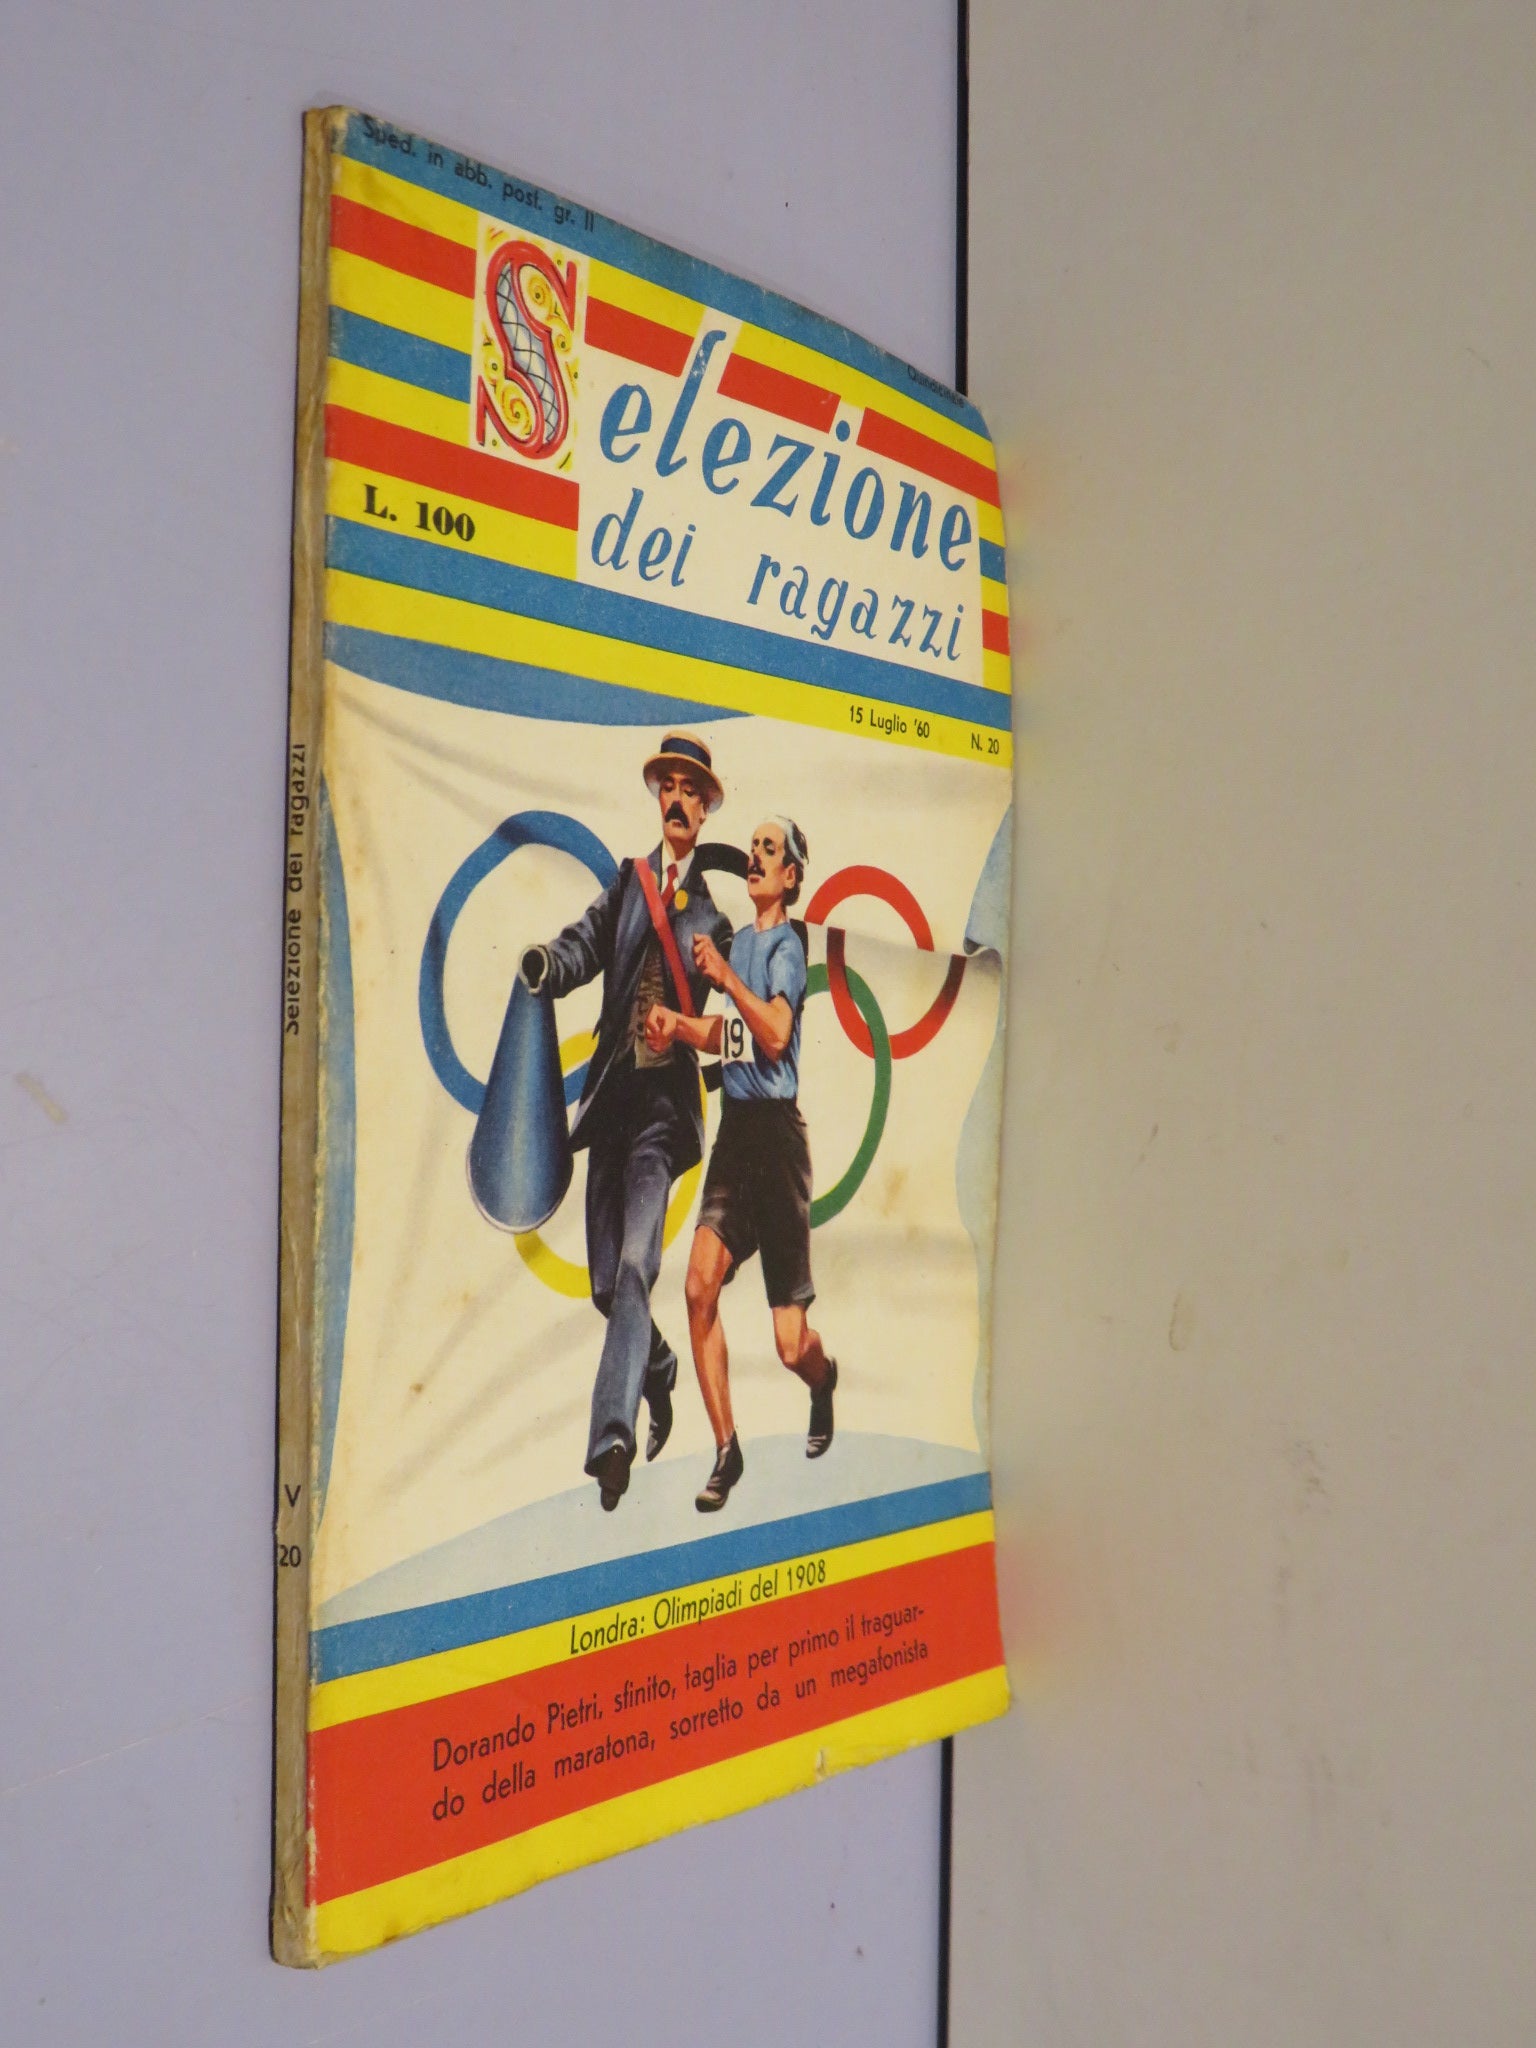 Sped. in abb. post. gr. II
Quindicinale
Selezione
dei ragazzi
L. 100
15 Luglio '60
N. 20
19
Londra: Olimpiadi del 1908
Dorando Pietri, sfinito, taglia per primo il traguar-
do della maratona, sorretto da un megafonista
Selezione dei ragazzi
V
20